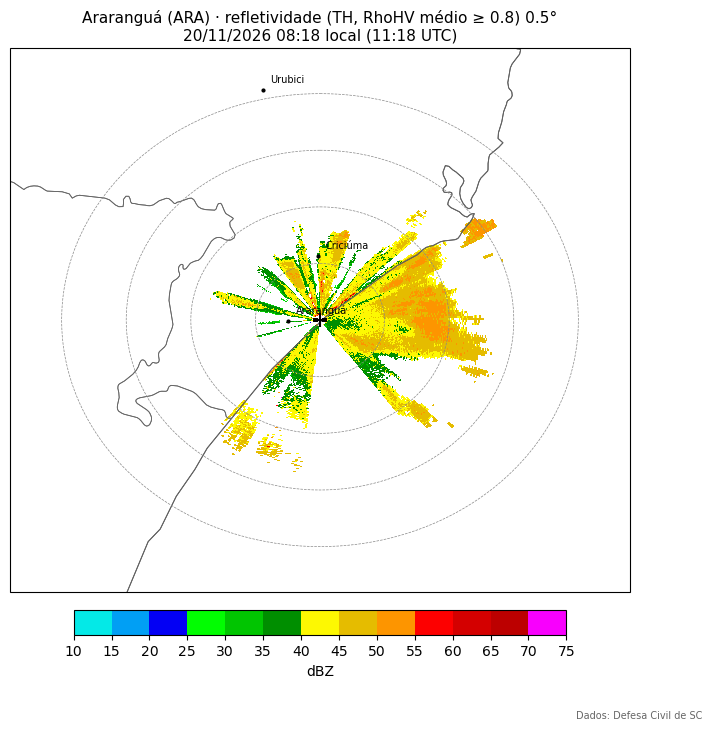 Araranguá (ARA) · refletividade (TH, RhoHV médio ≥ 0.8) 0.5°
20/11/2026 08:18 local (11:18 UTC)
Urubici
Criciúma
Araranguá
10 15 20 25 30 35 40 45 50 55 60 65 70 75
dBZ
Dados: Defesa Civil de SC